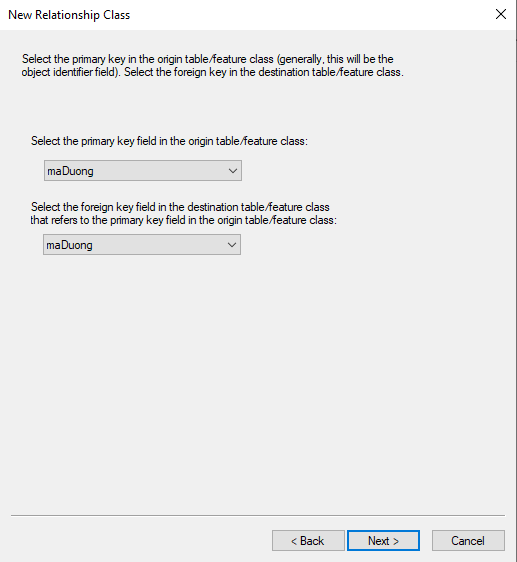 New Relationship Class
Select the primary key in the origin table/feature class (generally, this will be the
object identifier field). Select the foreign key in the destination table/feature class.
Select the primary key field in the origin table/feature class:
maDuong
Select the foreign key field in the destination table/feature class
that refers to the primary key field in the origin table/feature class:
maDuong
< Back
Next >
Cancel